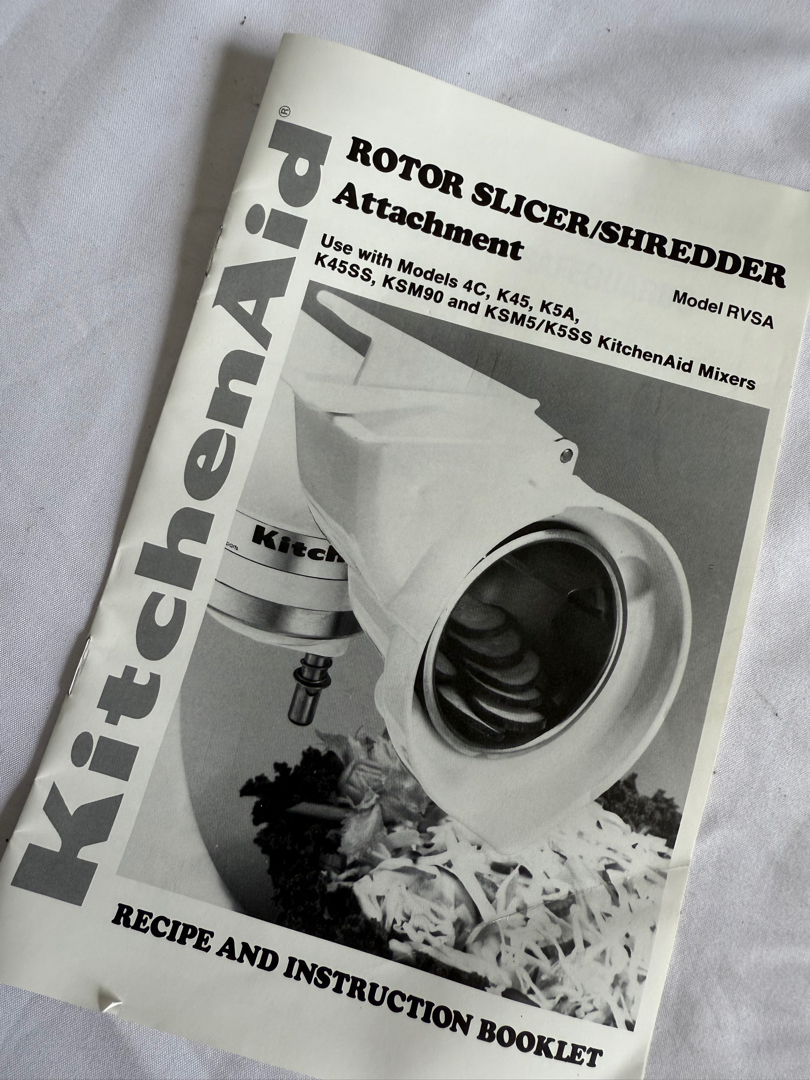 KitchenAid®
ROTOR SLICER/SHREDDER
Attachment
Model RVSA
Use with Models 4C, K45, K5A,
K45SS, KSM90 and KSM5/K5SS KitchenAid Mixers
Kitch
RECIPE AND INSTRUCTION BOOKLET